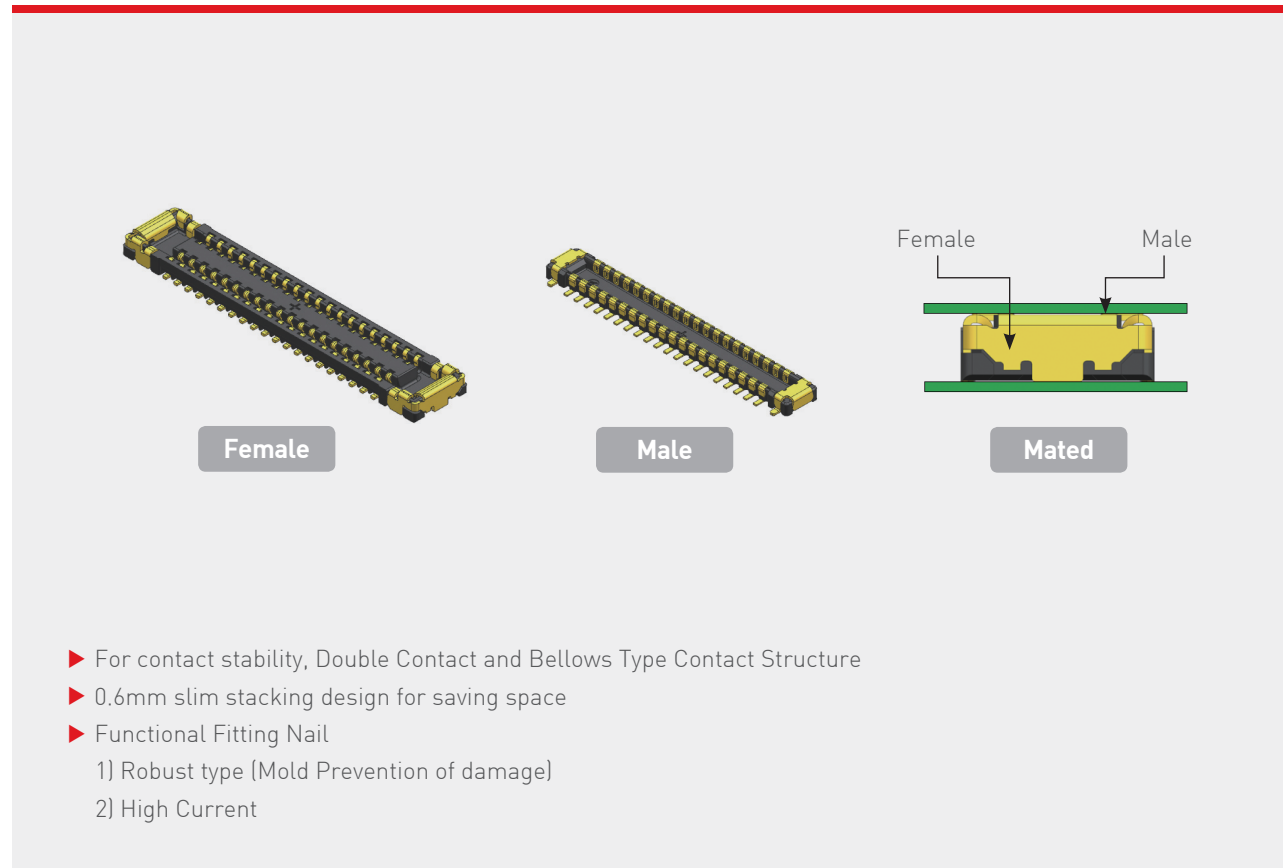 Female
Male
Female
Male
Mated
▶ For contact stability, Double Contact and Bellows Type Contact Structure
▶ 0.6mm slim stacking design for saving space
▶ Functional Fitting Nail
1) Robust type (Mold Prevention of damage)
2) High Current